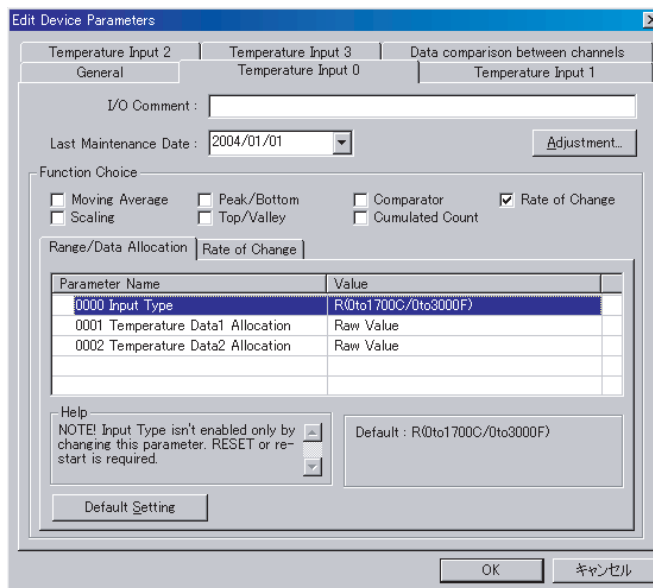 Edit Device Parameters
Temperature Input 2 Temperature Input 3 Data comparison between channels
General Temperature Input 0 Temperature Input 1
I/O Comment :
Last Maintenance Date : 2004/01/01 Adjustment...
Function Choice
Moving Average Peak/Bottom Comparator Rate of Change
Scaling Top/Valley Cumulated Count
Range/Data Allocation Rate of Change
Parameter Name Value
0000 Input Type R(0to1700C/0to3000F)
0001 Temperature Data1 Allocation Raw Value
0002 Temperature Data2 Allocation Raw Value
Help
NOTE! Input Type isn't enabled only by
changing this parameter. RESET or re-
start is required.
Default : R(0to1700C/0to3000F)
Default Setting
OK キャンセル